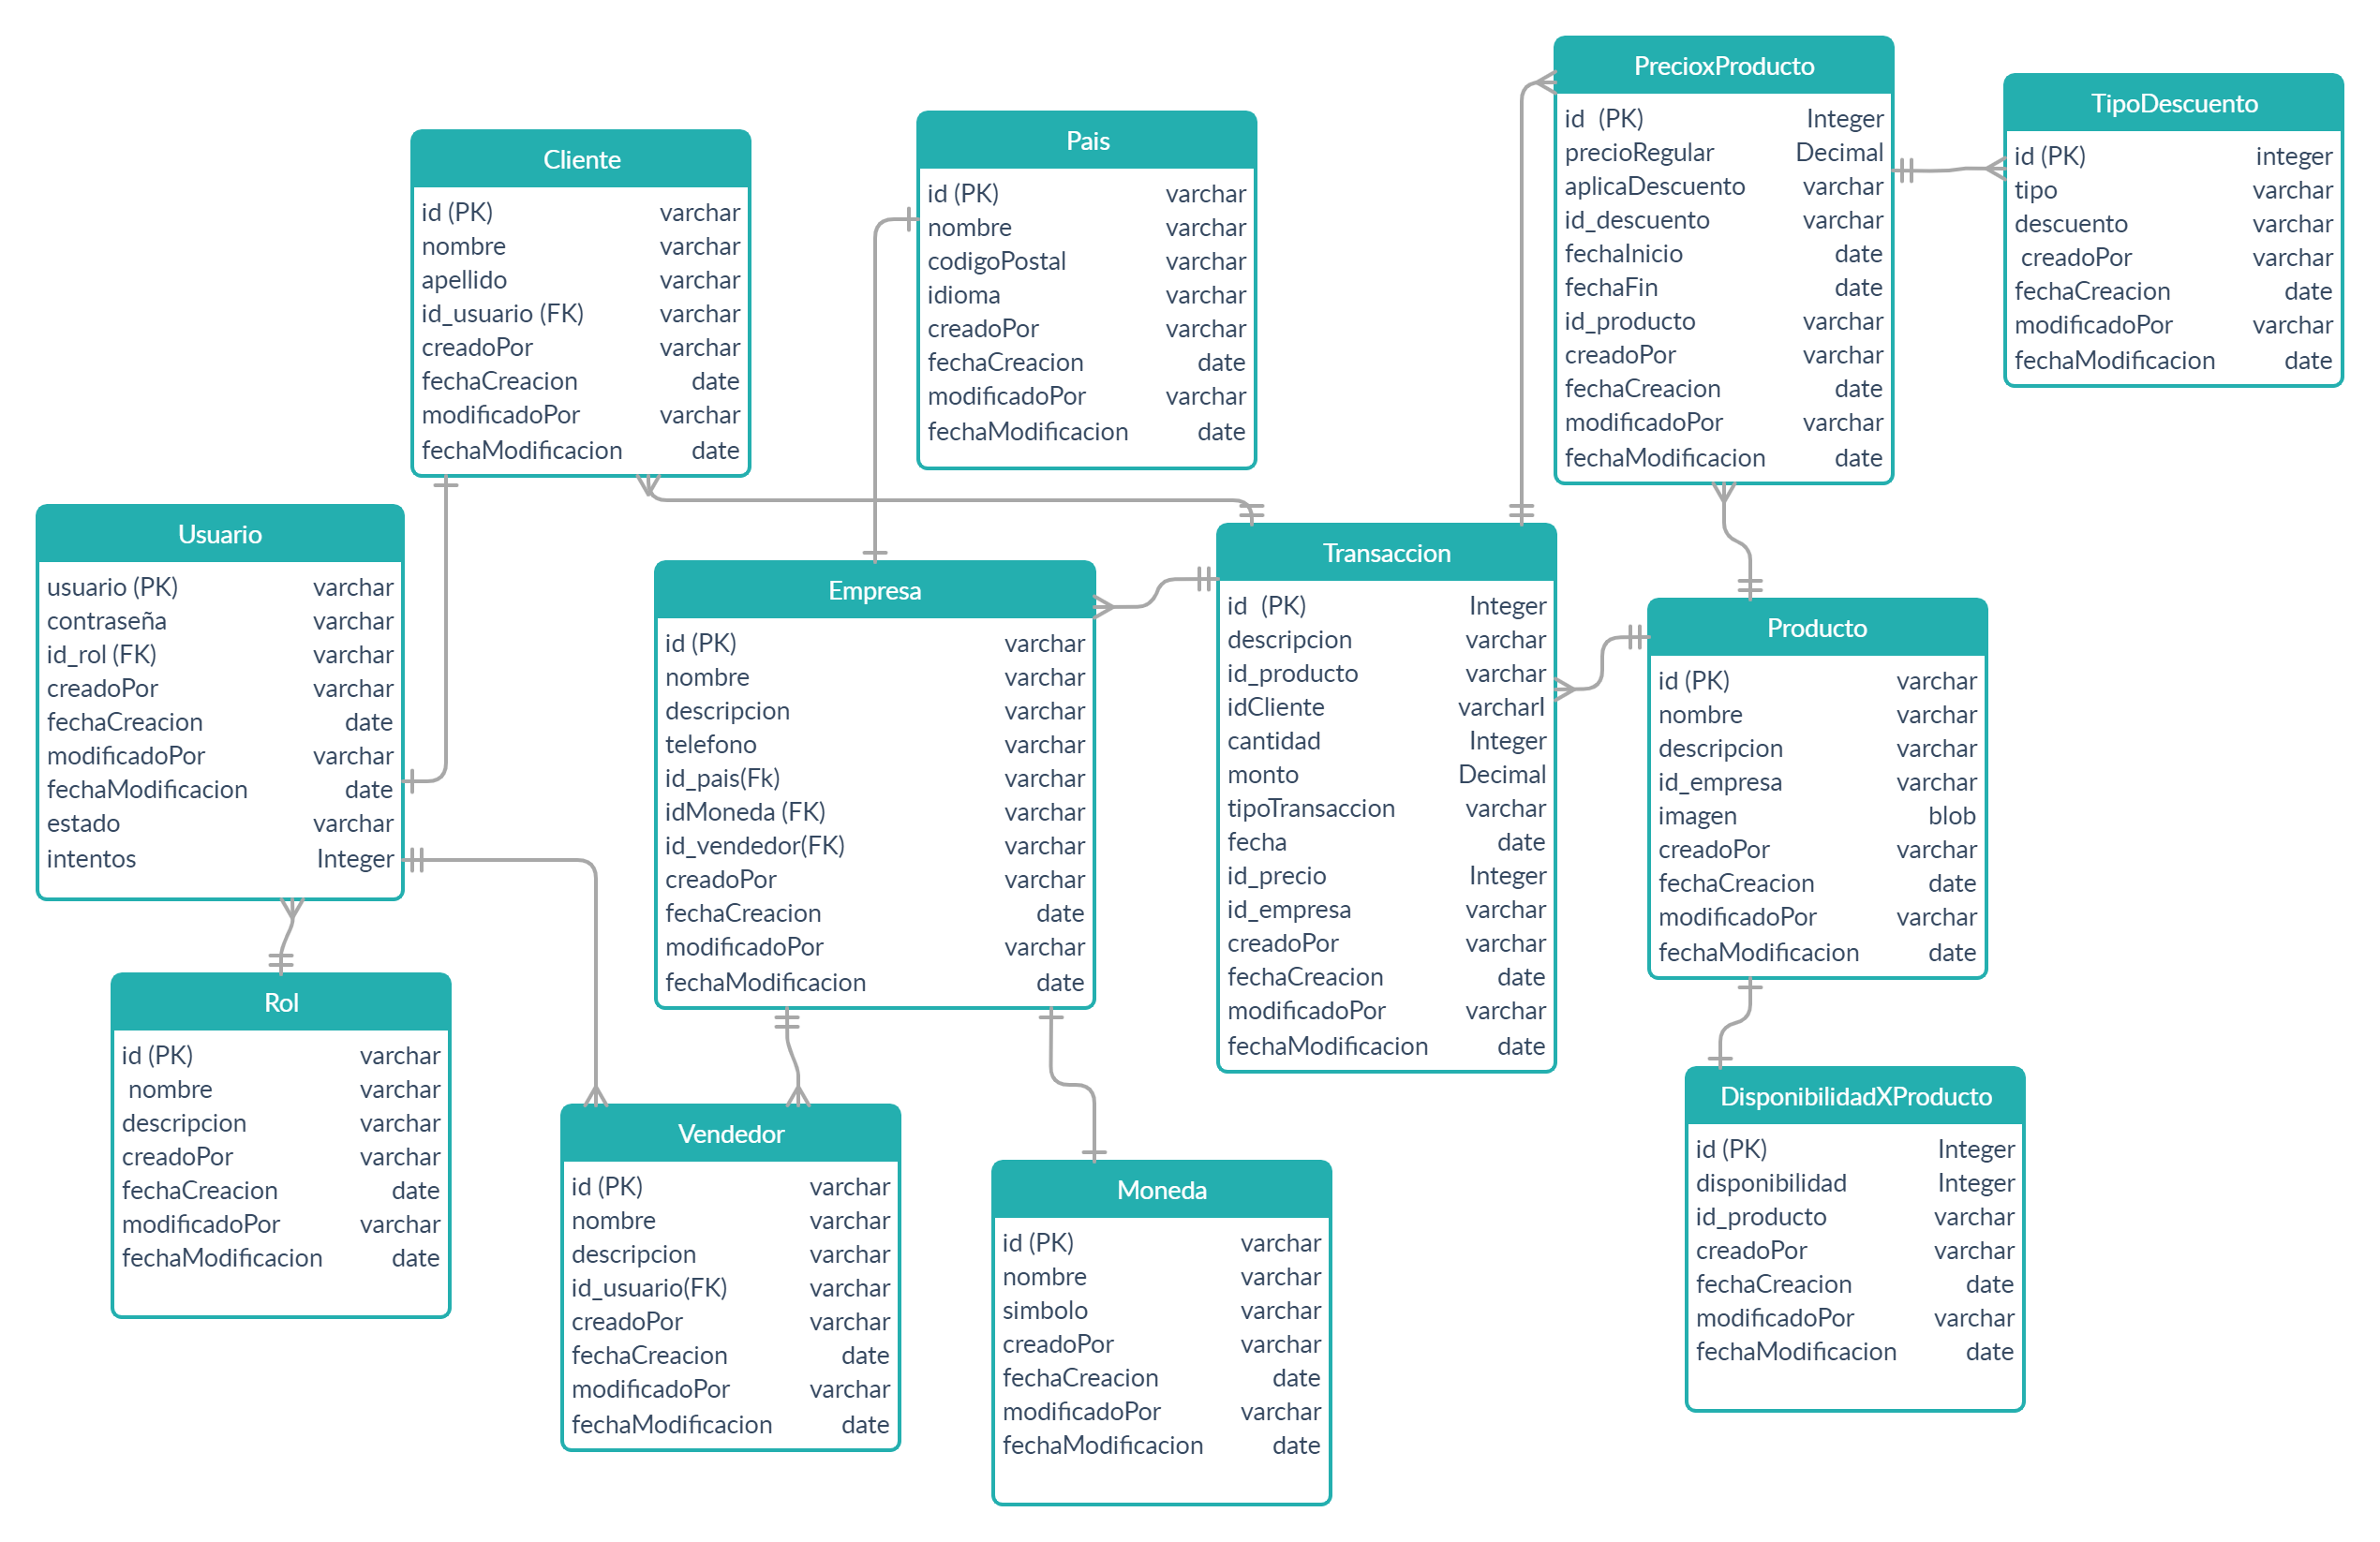 PrecioxProducto
id (PK) Integer
precioRegular Decimal
aplicaDescuento varchar
id_descuento varchar
fechaInicio date
fechaFin date
id_producto varchar
creadoPor varchar
fechaCreacion date
modificadoPor varchar
fechaModificacion date
TipoDescuento
id (PK) integer
tipo varchar
descuento varchar
creadoPor varchar
fechaCreacion date
modificadoPor varchar
fechaModificacion date
Pais
id (PK) varchar
nombre varchar
codigoPostal varchar
idioma varchar
creadoPor varchar
fechaCreacion date
modificadoPor varchar
fechaModificacion date
Cliente
id (PK) varchar
nombre varchar
apellido varchar
id_usuario (FK) varchar
creadoPor varchar
fechaCreacion date
modificadoPor varchar
fechaModificacion date
Usuario
usuario (PK) varchar
contraseña varchar
id_rol (FK) varchar
creadoPor varchar
fechaCreacion date
modificadoPor varchar
fechaModificacion date
estado varchar
intentos Integer
Empresa
id (PK) varchar
nombre varchar
descripcion varchar
telefono varchar
id_pais(Fk) varchar
idMoneda (FK) varchar
id_vendedor(FK) varchar
creadoPor varchar
fechaCreacion date
modificadoPor varchar
fechaModificacion date
Transaccion
id (PK) Integer
descripcion varchar
id_producto varchar
idCliente varcharl
cantidad Integer
monto Decimal
tipoTransaccion varchar
fecha date
id_precio Integer
id_empresa varchar
creadoPor varchar
fechaCreacion date
modificadoPor varchar
fechaModificacion date
Producto
id (PK) varchar
nombre varchar
descripcion varchar
id_empresa varchar
imagen blob
creadoPor varchar
fechaCreacion date
modificadoPor varchar
fechaModificacion date
Rol
id (PK) varchar
nombre varchar
descripcion varchar
creadoPor varchar
fechaCreacion date
modificadoPor varchar
fechaModificacion date
Vendedor
id (PK) varchar
nombre varchar
descripcion varchar
id_usuario(FK) varchar
creadoPor varchar
fechaCreacion date
modificadoPor varchar
fechaModificacion date
Moneda
id (PK) varchar
nombre varchar
simbolo varchar
creadoPor varchar
fechaCreacion date
modificadoPor varchar
fechaModificacion date
DisponibilidadXProducto
id (PK) Integer
disponibilidad Integer
id_producto varchar
creadoPor varchar
fechaCreacion date
modificadoPor varchar
fechaModificacion date